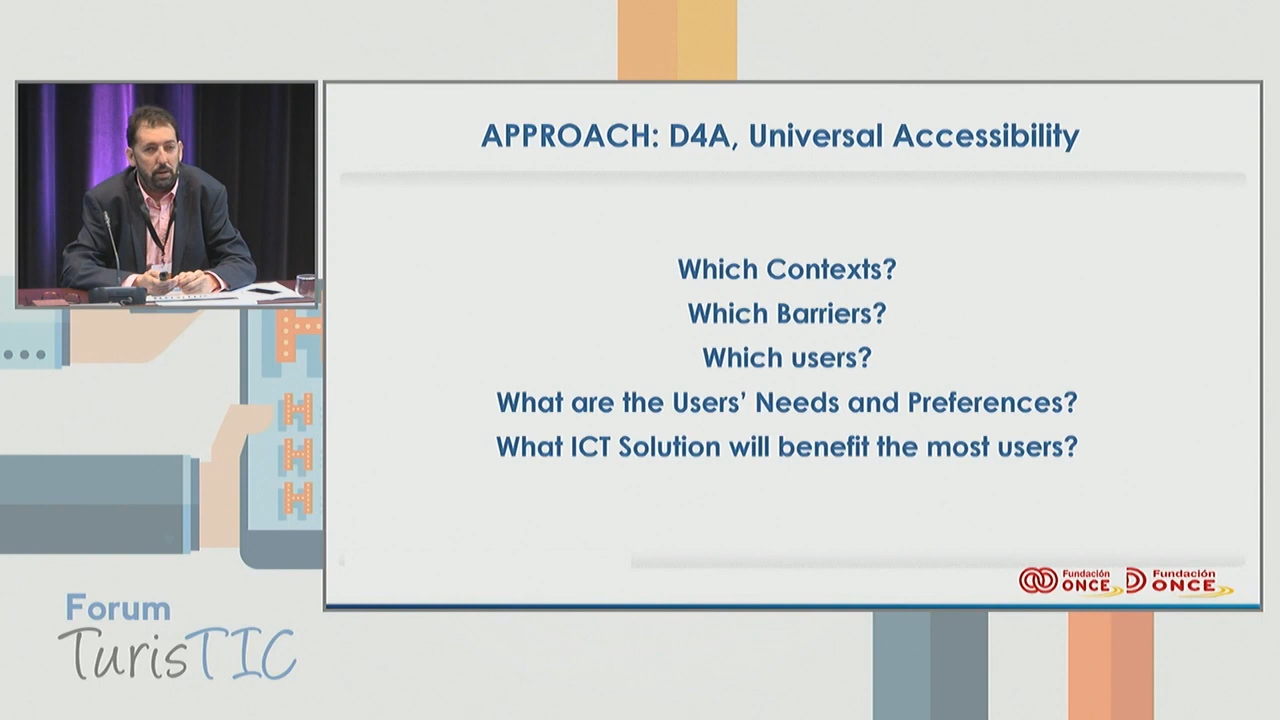 APPROACH: D4A, Universal Accessibility
Which Contexts?
Which Barriers?
Which users?
What are the Users' Needs and Preferences?
What ICT Solution will benefit the most users?
Fundación
ONCE
Fundación
ONCE
H
H
H
H
Forum
TurisTIC